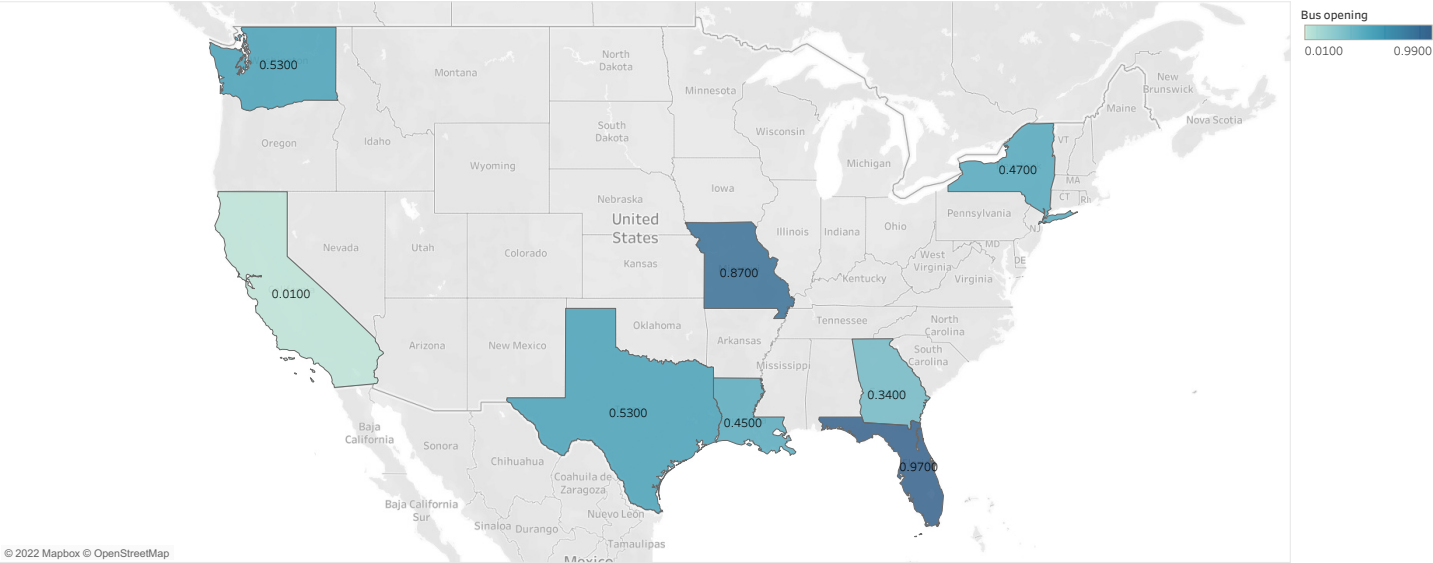 Bus opening
0.0100 0.9900
0.5300
Montana
North
Dakota
Minnesota
New
Brunswick
Maine
Nova Scotia
Oregon
Idaho
South
Dakota
Wisconsin
VT
Wyoming
Michigan
0.4700
MA
Iowa
CT
RI
Nebraska
Pennsylvania
United
States
Illinois
Indiana
Ohio
NJ
Nevada
Utah
Colorado
Kansas
MD
DE
West
Virginia
Virginia
0.8700
Kentucky
0.0100
Oklahoma
Tennessee
North
Carolina
Arizona
New Mexico
Arkansas
South
Carolina
Mississippi
0.3400
0.5300
0.4500
Baja
California
Sonora
Chihuahua
0.9700
Coahuila de
Zaragoza
Baja California
Sur
Nuevo León
Sinaloa
Durango
Tamaulipas
Mexico
© 2022 Mapbox © OpenStreetMap